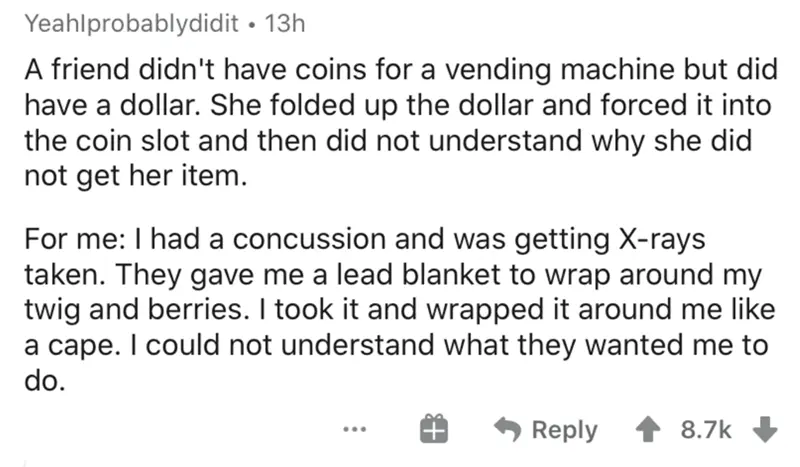 Yeahlprobablydidit • 13h
A friend didn't have coins for a vending machine but did
have a dollar. She folded up the dollar and forced it into
the coin slot and then did not understand why she did
not get her item.
For me: I had a concussion and was getting X-rays
taken. They gave me a lead blanket to wrap around my
twig and berries. I took it and wrapped it around me like
a cape. I could not understand what they wanted me to
do.
... Reply 8.7k